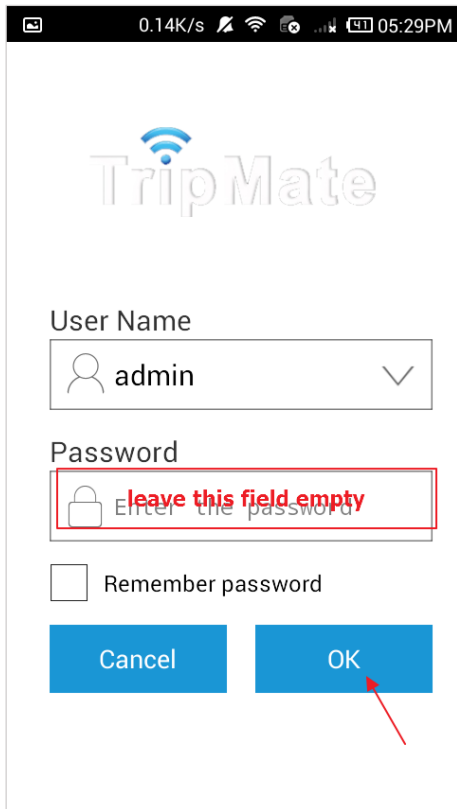 0.14K/s 41 05:29PM
TripMate
User Name
admin
Password
leave this field empty
Enter the password
Remember password
Cancel OK